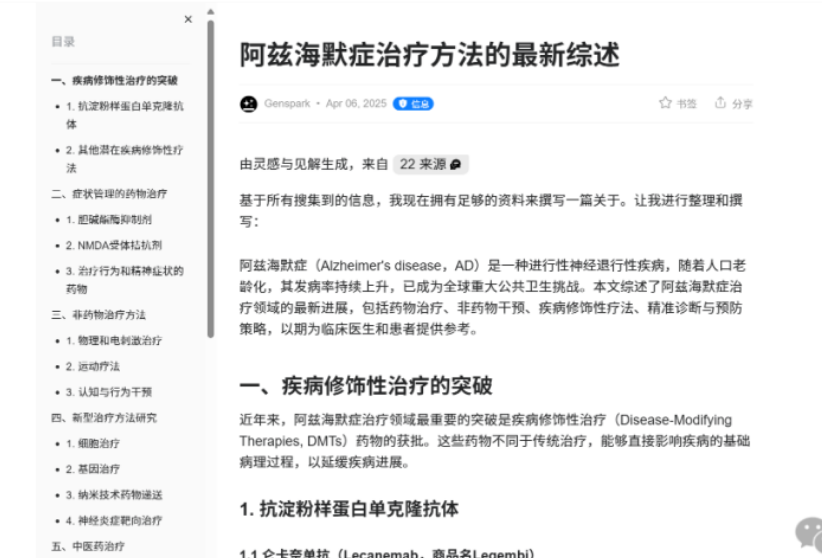 ×
目录
一、疾病修饰性治疗的突破
1. 抗淀粉样蛋白单克隆抗
体
2. 其他潜在疾病修饰性疗
法
二、症状管理的药物治疗
1. 胆碱酯酶抑制剂
2. NMDA受体拮抗剂
3. 治疗行为和精神症状的
药物
三、非药物治疗方法
1. 物理和电刺激治疗
2. 运动疗法
3. 认知与行为干预
四、新型治疗方法研究
1. 细胞治疗
2. 基因治疗
3. 纳米技术药物递送
4. 神经炎症靶向治疗
五、中医药治疗
阿兹海默症治疗方法的最新综述
Genspark • Apr 06, 2025 信息
书签 分享
由灵感与见解生成，来自 22 来源
基于所有搜集到的信息，我现在拥有足够的资料来撰写一篇关于。让我进行整理和撰
写：
阿兹海默症（Alzheimer's disease，AD）是一种进行性神经退行性疾病，随着人口老
龄化，其发病率持续上升，已成为全球重大公共卫生挑战。本文综述了阿兹海默症治
疗领域的最新进展，包括药物治疗、非药物干预、疾病修饰性疗法、精准诊断与预防
策略，以期为临床医生和患者提供参考。
一、疾病修饰性治疗的突破
近年来，阿兹海默症治疗领域最重要的突破是疾病修饰性治疗（Disease-Modifying
Therapies, DMTs）药物的获批。这些药物不同于传统治疗，能够直接影响疾病的基础
病理过程，以延缓疾病进展。
1. 抗淀粉样蛋白单克隆抗体
1.1 仑卡奈单抗（Lecanemab，商品名Leqembi）